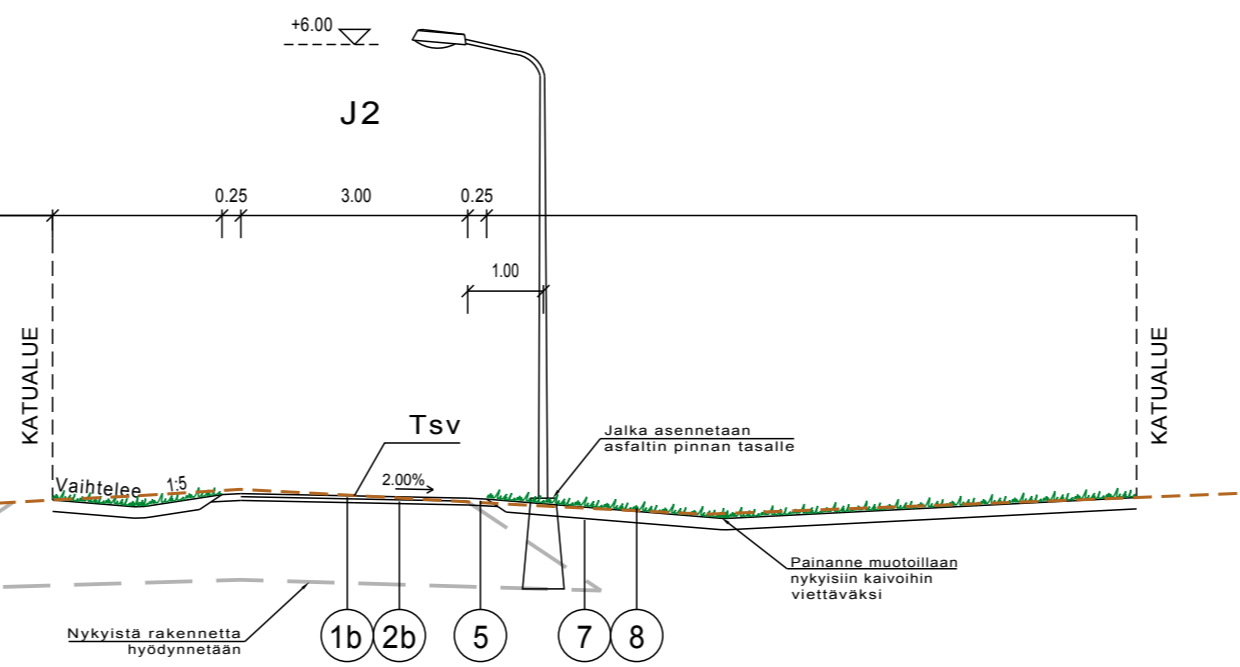 +6.00
J2
0.25
3.00
0.25
1.00
KATUALUE
KATUALUE
Tsv
Jalka asennetaan
asfaltin pinnan tasalle
Vaihtelee
1:5
2.00%
Painanne muotoillaan
nykyisiin kaivoihin
viettäväksi
Nykyistä rakennetta
hyödynnetään
1b
2b
5
7
8